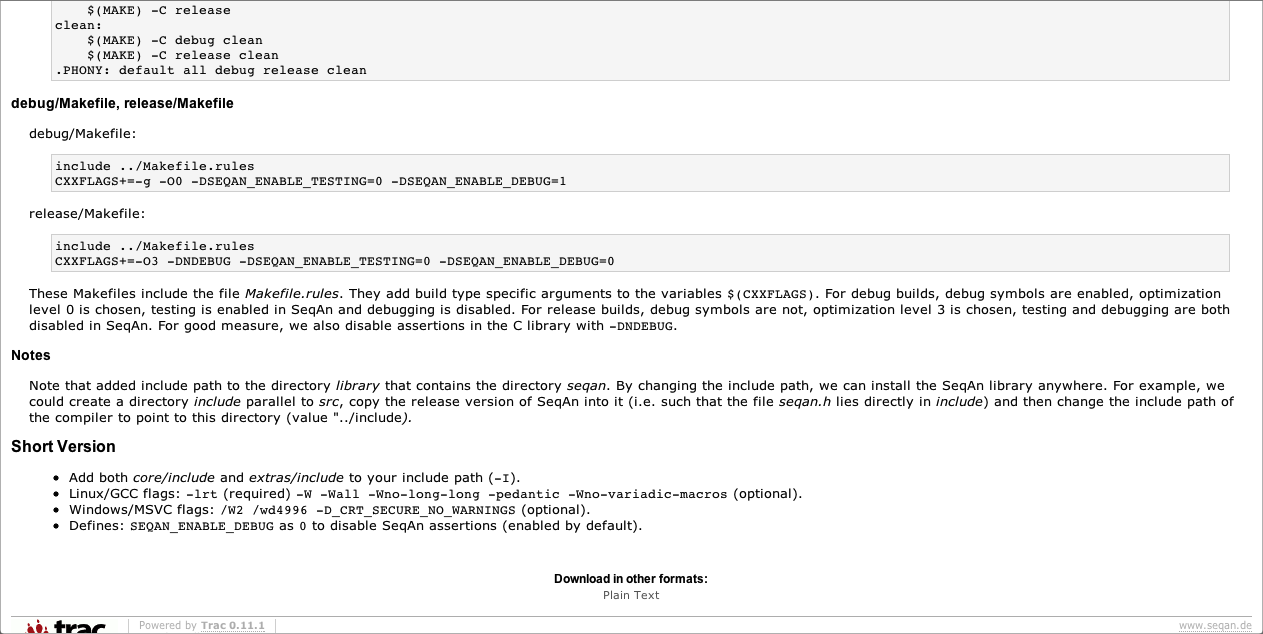 $(MAKE) -C release
clean:
$(MAKE) -C debug clean
$(MAKE) -C release clean
.PHONY: default all debug release clean
debug/Makefile, release/Makefile
debug/Makefile:
include ../Makefile.rules
CXXFLAGS+=-g -O0 -DSEQAN_ENABLE_TESTING=0 -DSEQAN_ENABLE_DEBUG=1
release/Makefile:
include ../Makefile.rules
CXXFLAGS+=-O3 -DNDEBUG -DSEQAN_ENABLE_TESTING=0 -DSEQAN_ENABLE_DEBUG=0
These Makefiles include the file Makefile.rules. They add build type specific arguments to the variables $(CXXFLAGS). For debug builds, debug symbols are enabled, optimization
level 0 is chosen, testing is enabled in SeqAn and debugging is disabled. For release builds, debug symbols are not, optimization level 3 is chosen, testing and debugging are both
disabled in SeqAn. For good measure, we also disable assertions in the C library with -DNDEBUG.
Notes
Note that added include path to the directory library that contains the directory seqan. By changing the include path, we can install the SeqAn library anywhere. For example, we
could create a directory include parallel to src, copy the release version of SeqAn into it (i.e. such that the file seqan.h lies directly in include) and then change the include path of
the compiler to point to this directory (value "../include).
Short Version
Add both core/include and extras/include to your include path (-I).
Linux/GCC flags: -lrt (required) -W -Wall -Wno-long-long -pedantic -Wno-variadic-macros (optional).
Windows/MSVC flags: /W2 /wd4996 -D_CRT_SECURE_NO_WARNINGS (optional).
Defines: SEQAN_ENABLE_DEBUG as 0 to disable SeqAn assertions (enabled by default).
Download in other formats:
Plain Text
trac Powered by Trac 0.11.1 www.seqan.de